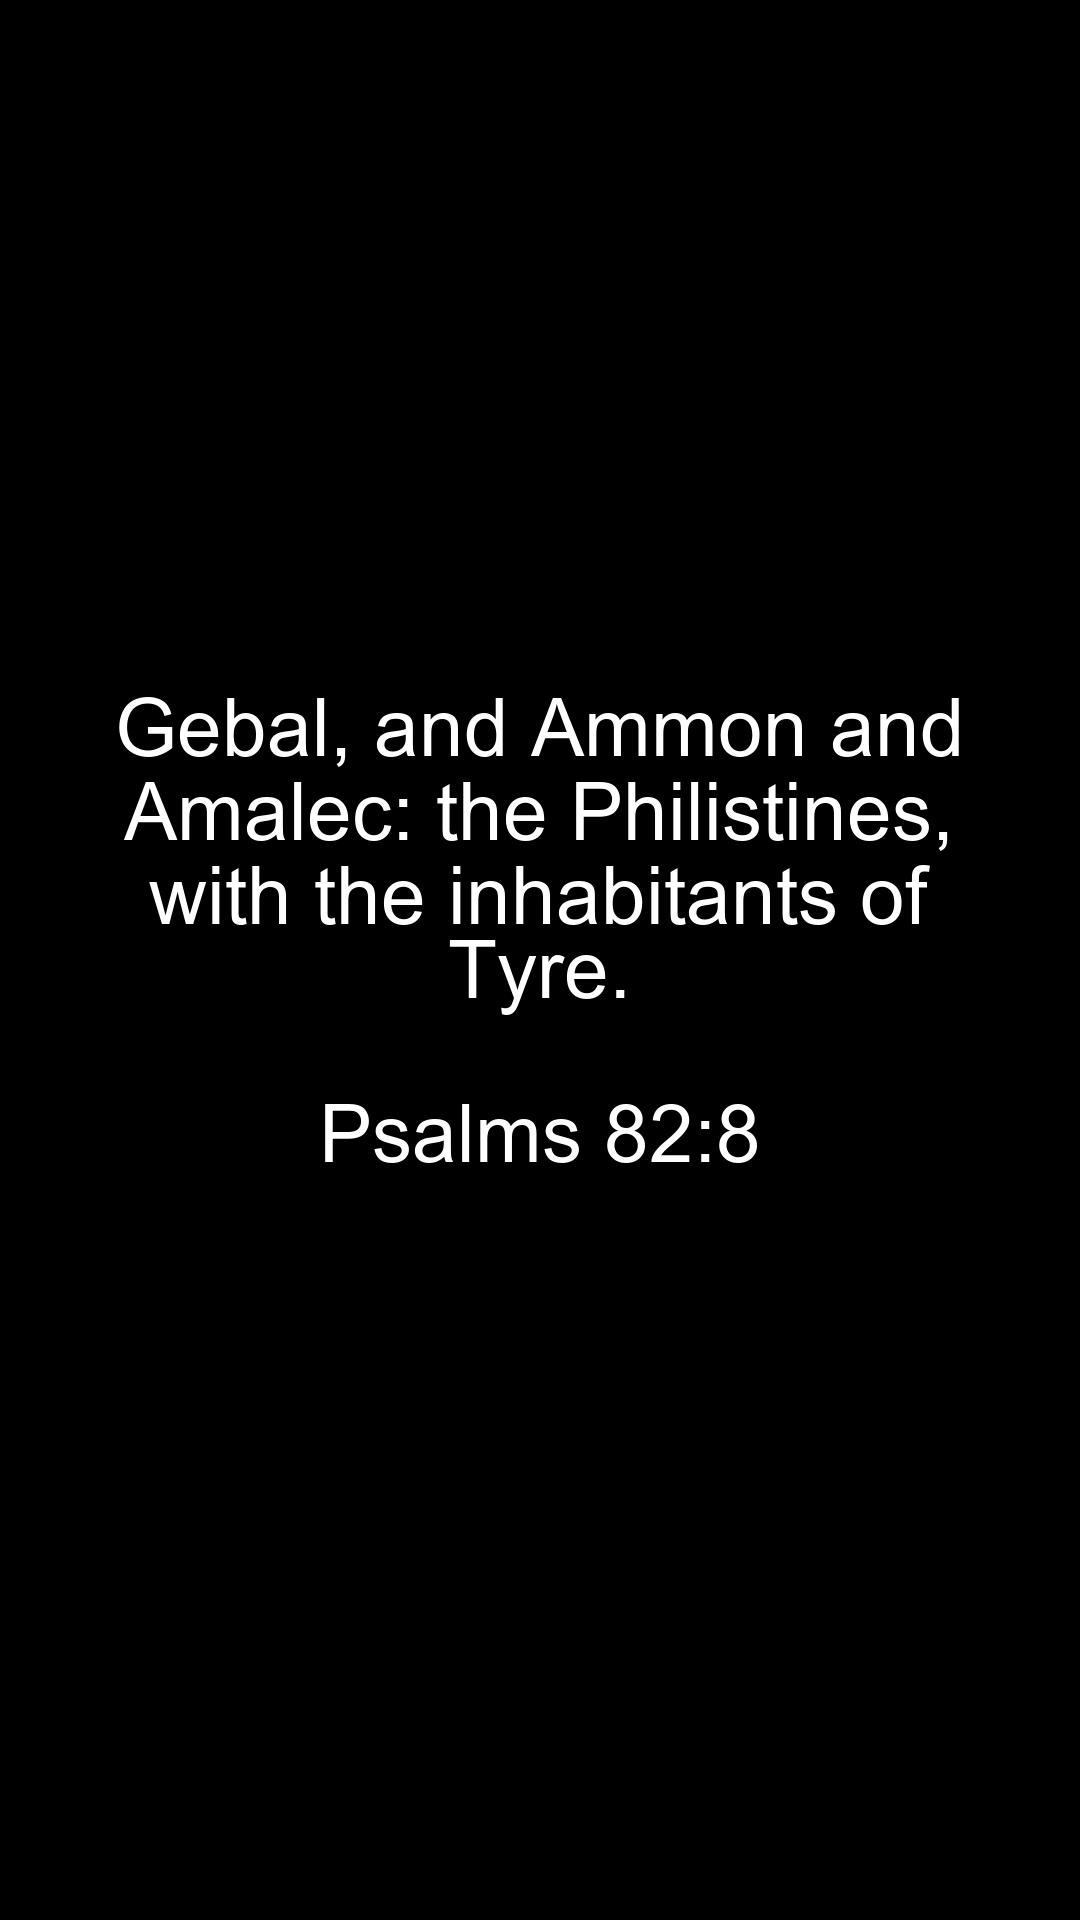 Gebal, and Ammon and
Amalec: the Philistines,
with the inhabitants of
Tyre.
Psalms 82:8